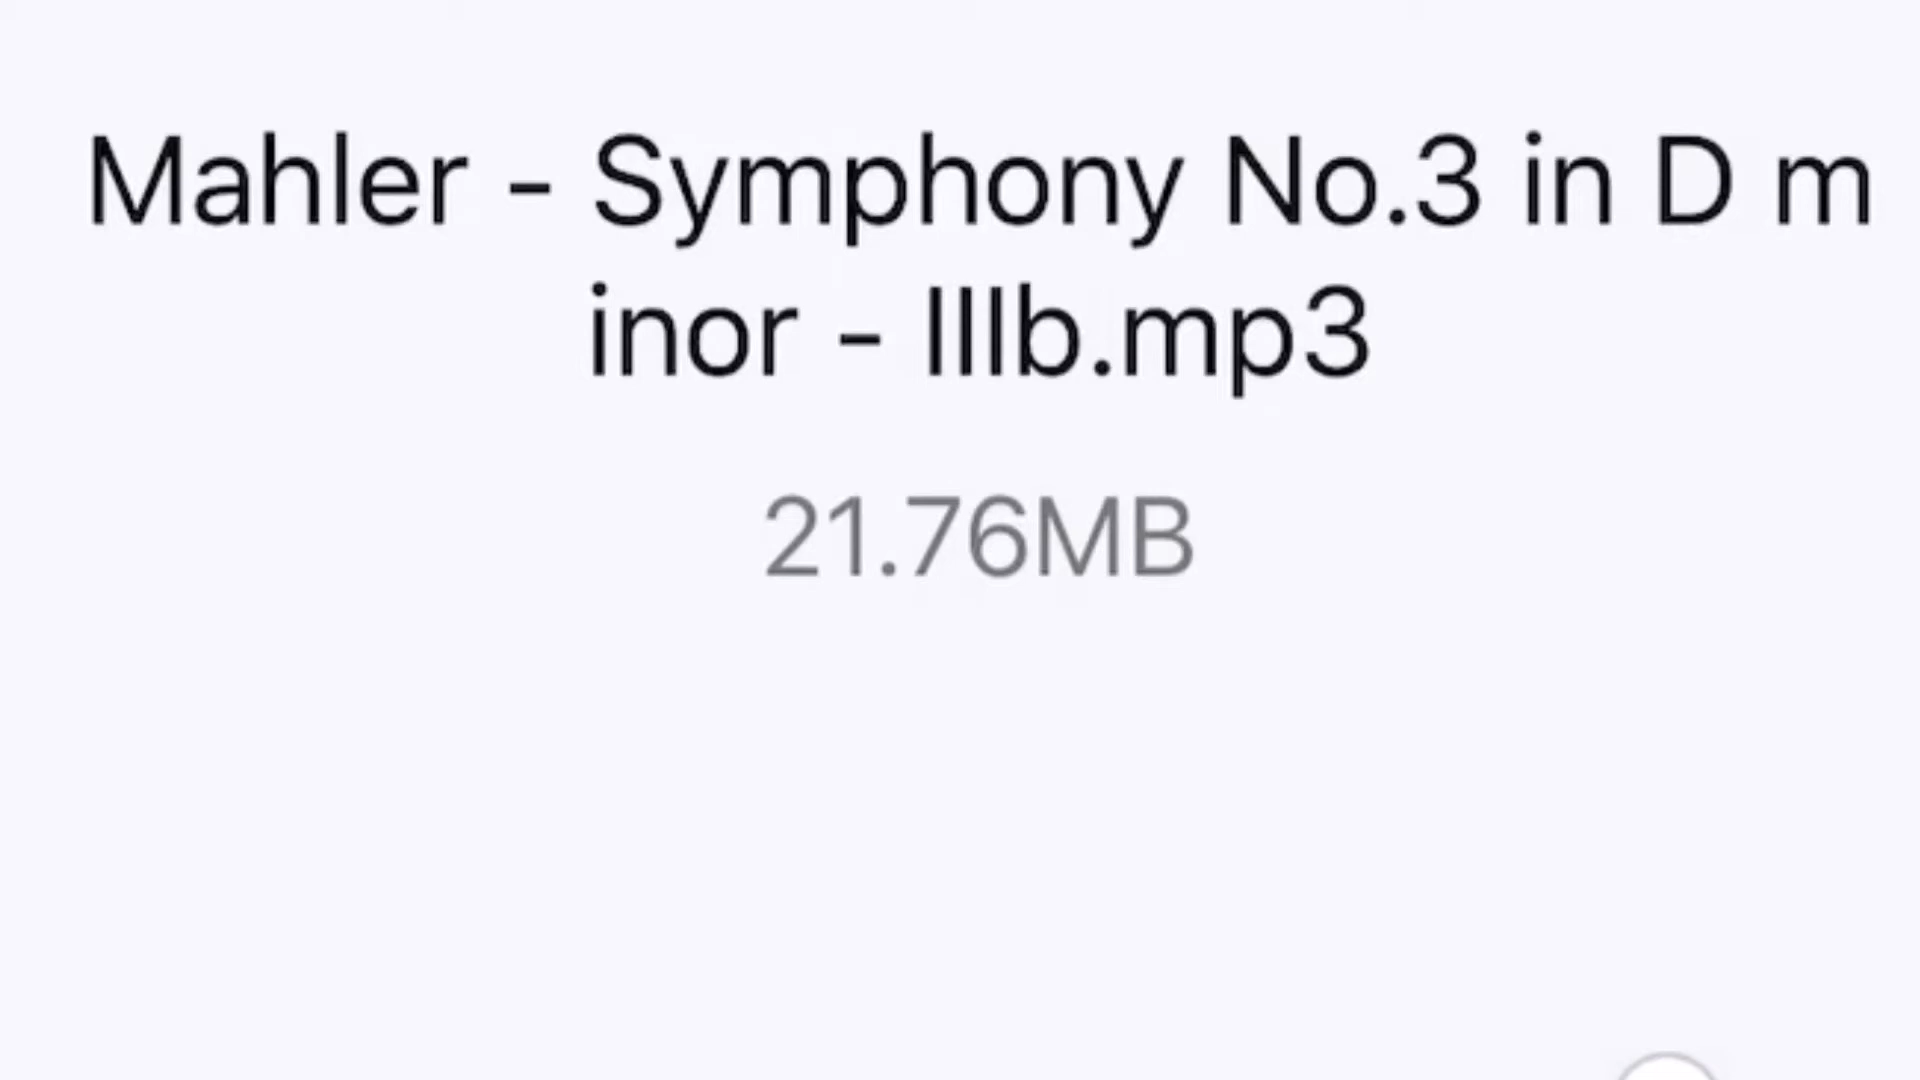 Mahler - Symphony No.3 in D m
inor - IIIb.mp3
21.76MB